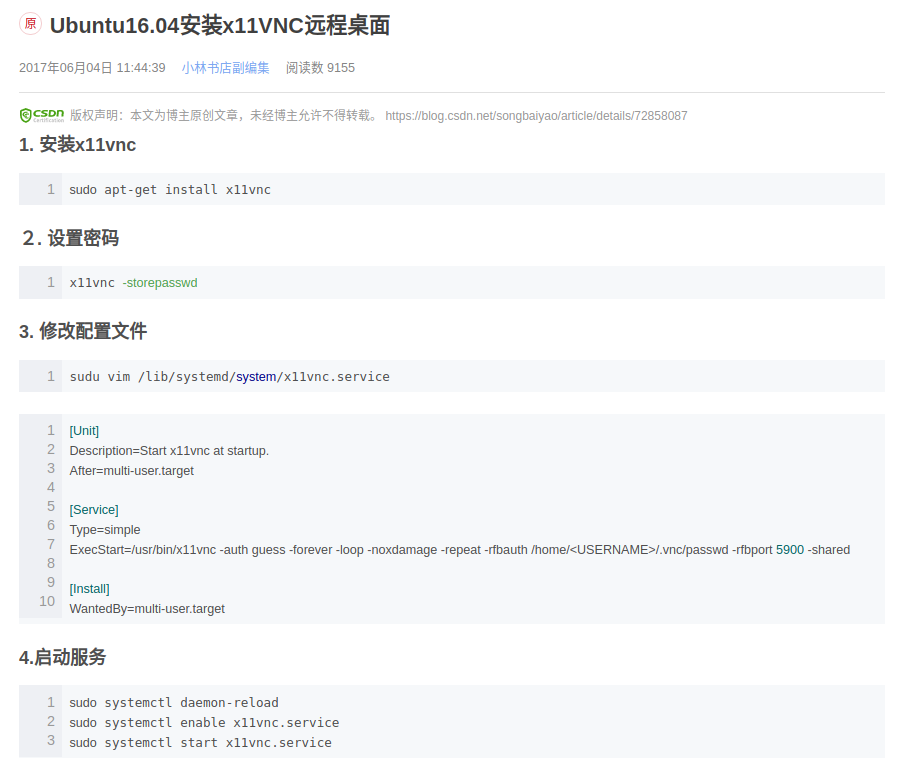 原 Ubuntu16.04安装x11VNC远程桌面
2017年06月04日 11:44:39 小林书店副编集 阅读数 9155
CSDN Certification 版权声明：本文为博主原创文章，未经博主允许不得转载。 https://blog.csdn.net/songbaiyao/article/details/72858087
1. 安装x11vnc
1 sudo apt-get install x11vnc
２. 设置密码
1 x11vnc -storepasswd
3. 修改配置文件
1 sudu vim /lib/systemd/system/x11vnc.service
1 [Unit]
2 Description=Start x11vnc at startup.
3 After=multi-user.target
4
5 [Service]
6 Type=simple
7 ExecStart=/usr/bin/x11vnc -auth guess -forever -loop -noxdamage -repeat -rfbauth /home/<USERNAME>/.vnc/passwd -rfbport 5900 -shared
8
9 [Install]
10 WantedBy=multi-user.target
4.启动服务
1 sudo systemctl daemon-reload
2 sudo systemctl enable x11vnc.service
3 sudo systemctl start x11vnc.service